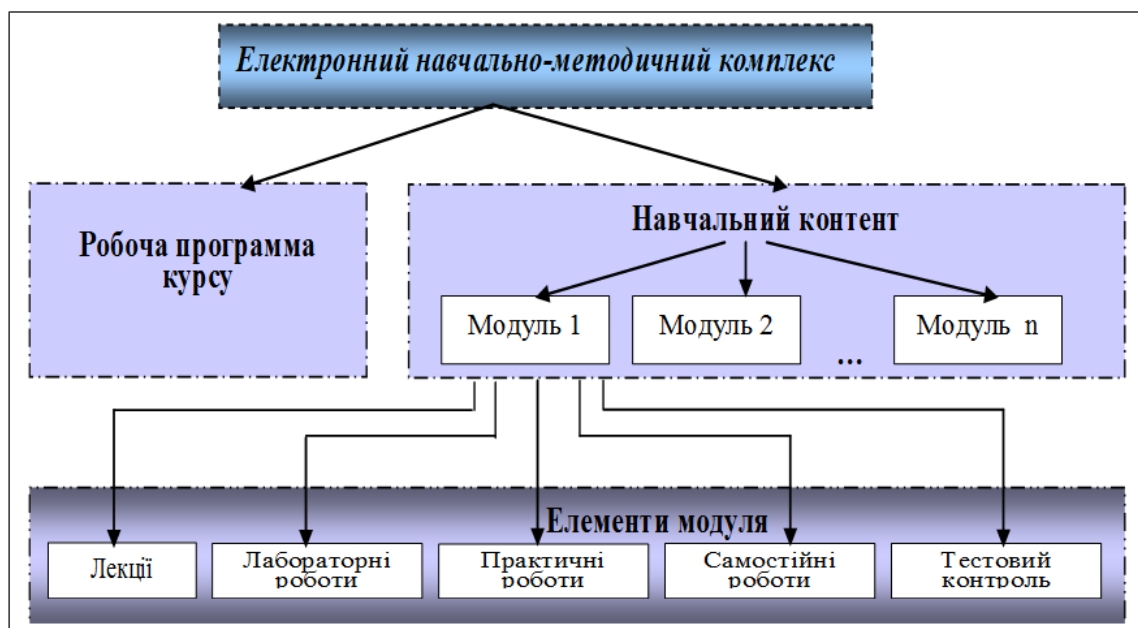 Електронний навчально-методичний комплекс
Робоча программа
курсу
Навчальний контент
Модуль 1
Модуль 2
...
Модуль n
Елементи модуля
Лекції
Лабораторні
роботи
Практичні
роботи
Самостійні
роботи
Тестовий
контроль